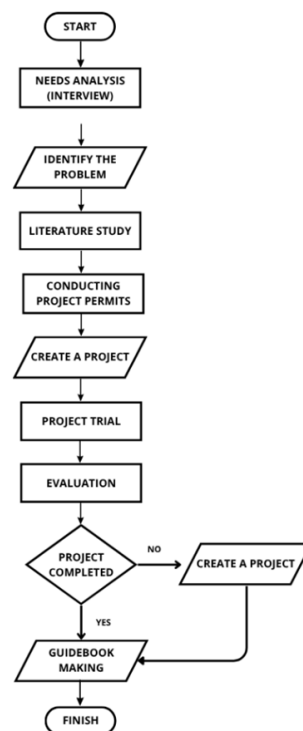 START
NEEDS ANALYSIS
(INTERVIEW)
IDENTIFY THE
PROBLEM
LITERATURE STUDY
CONDUCTING
PROJECT PERMITS
CREATE A PROJECT
PROJECT TRIAL
EVALUATION
PROJECT
COMPLETED
NO
CREATE A PROJECT
YES
GUIDEBOOK
MAKING
FINISH